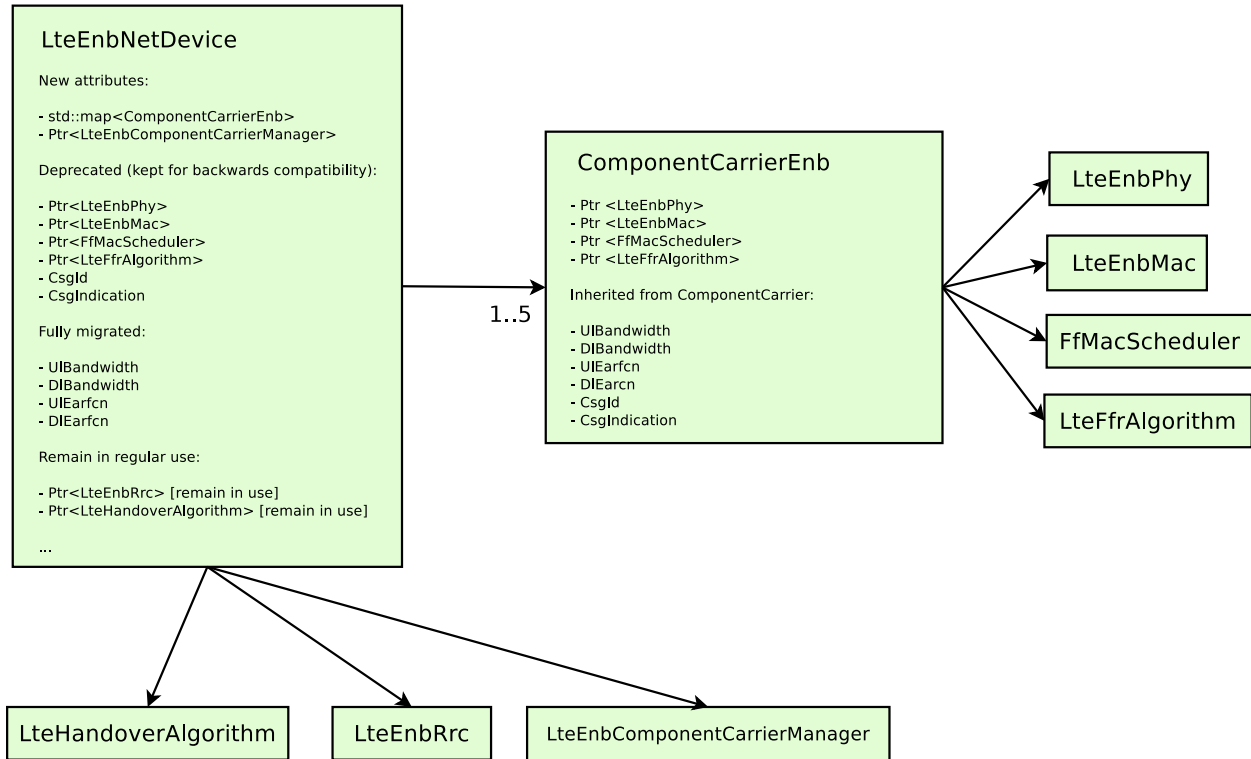 LteEnbNetDevice
New attributes:
- std::map<ComponentCarrierEnb>
- Ptr<LteEnbComponentCarrierManager>
Deprecated (kept for backwards compatibility):
- Ptr<LteEnbPhy>
- Ptr<LteEnbMac>
- Ptr<FfMacScheduler>
- Ptr<LteFfrAlgorithm>
- CsgId
- CsgIndication
Fully migrated:
- UlBandwidth
- DlBandwidth
- UlEarfcn
- DlEarfcn
Remain in regular use:
- Ptr<LteEnbRrc> [remain in use]
- Ptr<LteHandoverAlgorithm> [remain in use]
...
1..5
ComponentCarrierEnb
- Ptr <LteEnbPhy>
- Ptr <LteEnbMac>
- Ptr <FfMacScheduler>
- Ptr <LteFfrAlgorithm>
Inherited from ComponentCarrier:
- UlBandwidth
- DlBandwidth
- UlEarfcn
- DlEarcn
- CsgId
- CsgIndication
LteEnbPhy
LteEnbMac
FfMacScheduler
LteFfrAlgorithm
LteHandoverAlgorithm
LteEnbRrc
LteEnbComponentCarrierManager